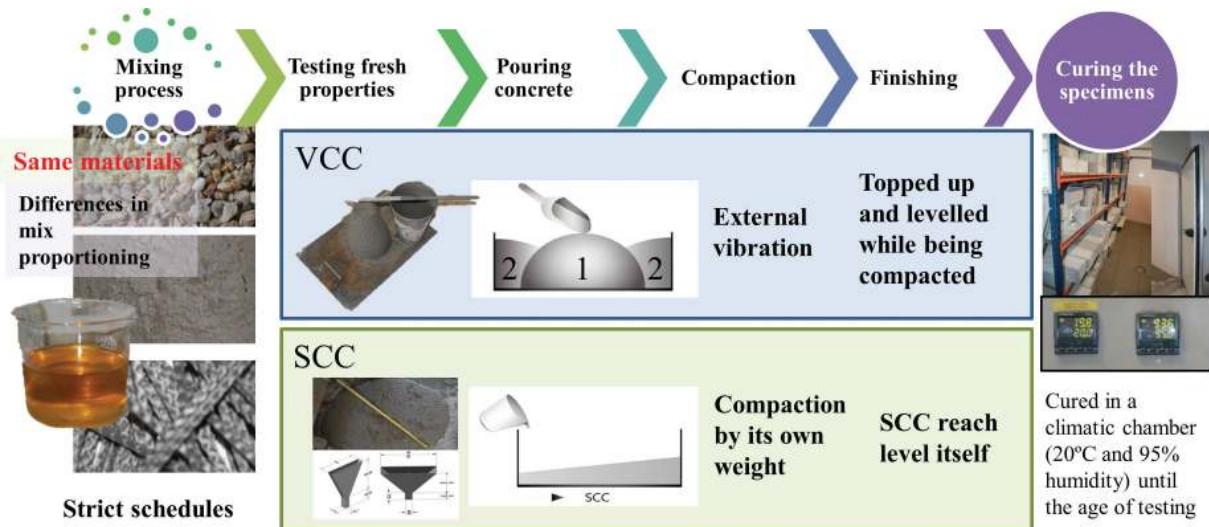 Mixing
process
Testing fresh
properties
Pouring
concrete
Compaction
Finishing
Curing the
specimens
Same materials
Differences in
mix
proportioning
Strict schedules
VCC
2 1 2
External
vibration
Topped up
and levelled
while being
compacted
SCC
SCC
Compaction
by its own
weight
SCC reach
level itself
Cured in a
climatic chamber
(20ºC and 95%
humidity) until
the age of testing